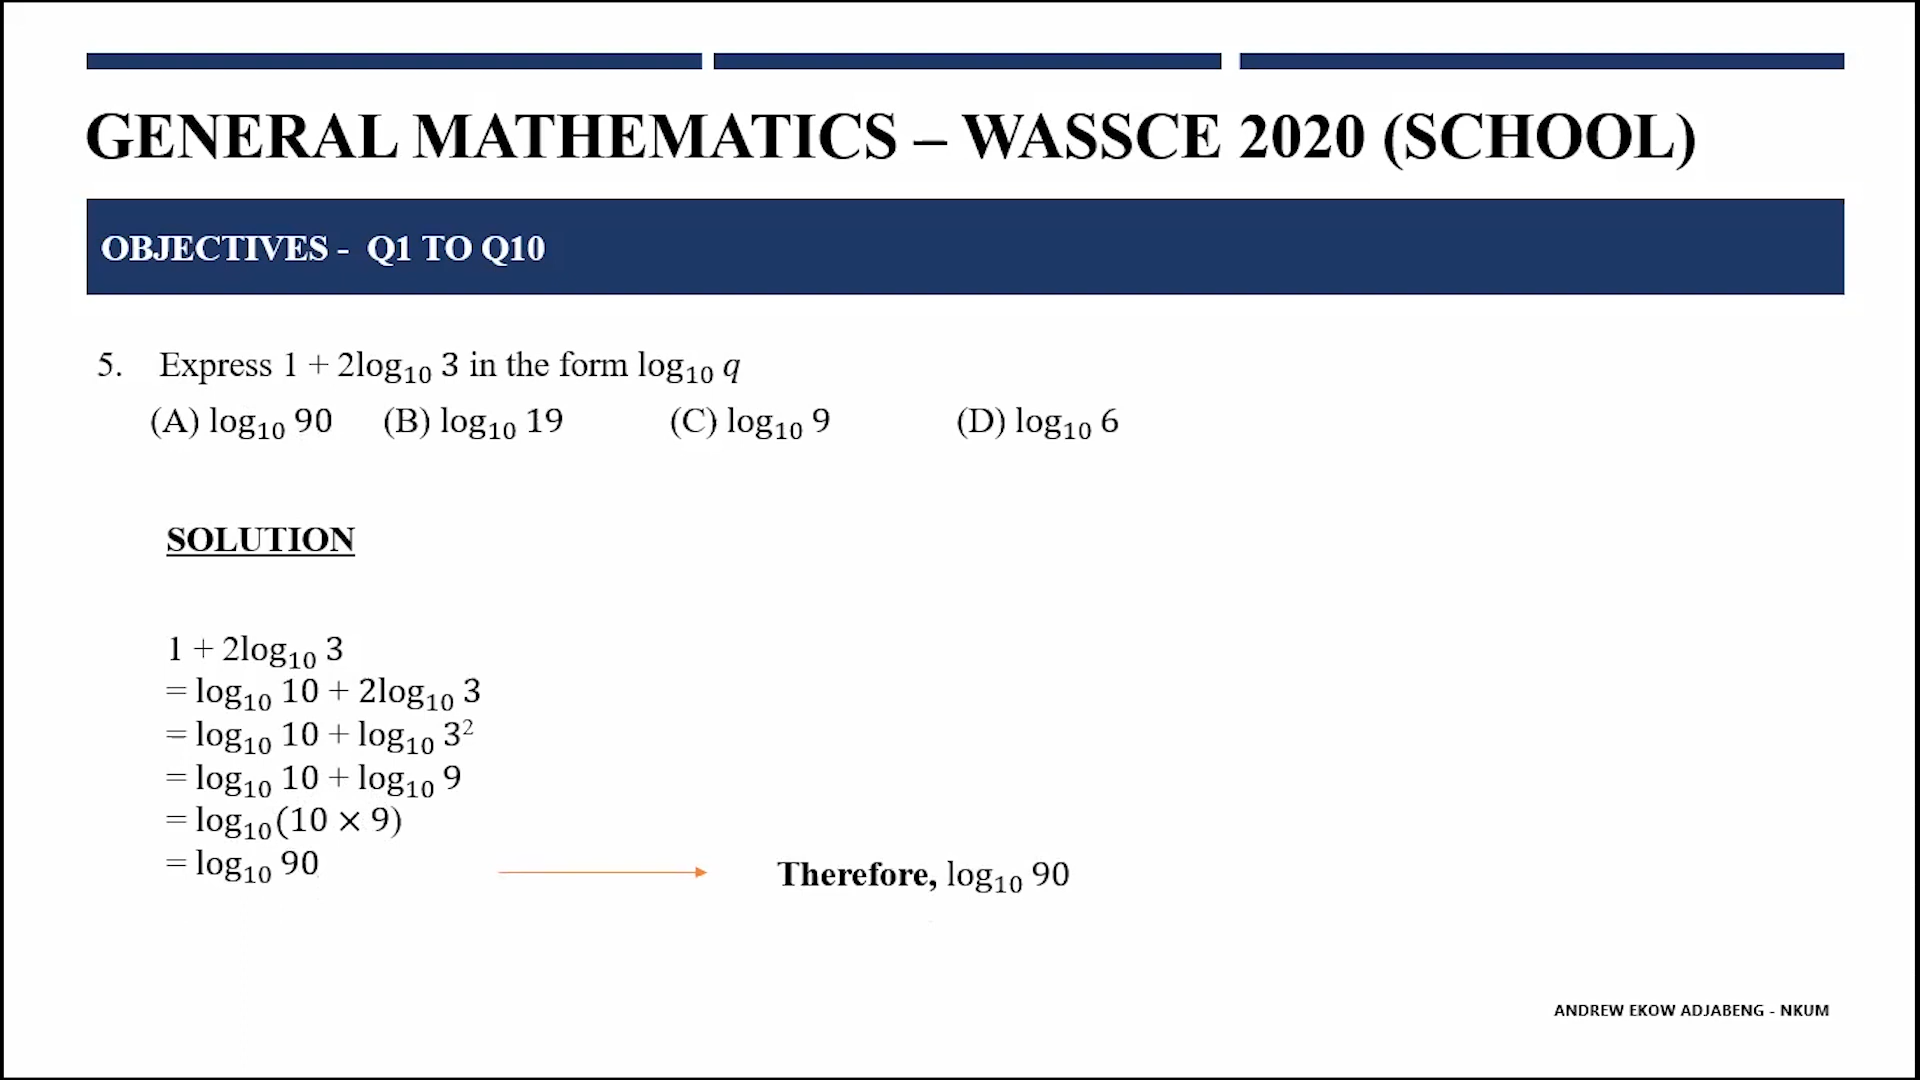 GENERAL MATHEMATICS – WASSCE 2020 (SCHOOL)
OBJECTIVES - Q1 TO Q10
5. Express 1 + 2log₁₀ 3 in the form log₁₀ q
(A) log₁₀ 90 (B) log₁₀ 19 (C) log₁₀ 9 (D) log₁₀ 6
SOLUTION
1 + 2log₁₀ 3
= log₁₀ 10 + 2log₁₀ 3
= log₁₀ 10 + log₁₀ 3²
= log₁₀ 10 + log₁₀ 9
= log₁₀(10 × 9)
= log₁₀ 90
Therefore, log₁₀ 90
ANDREW EKOW ADJABENG - NKUM